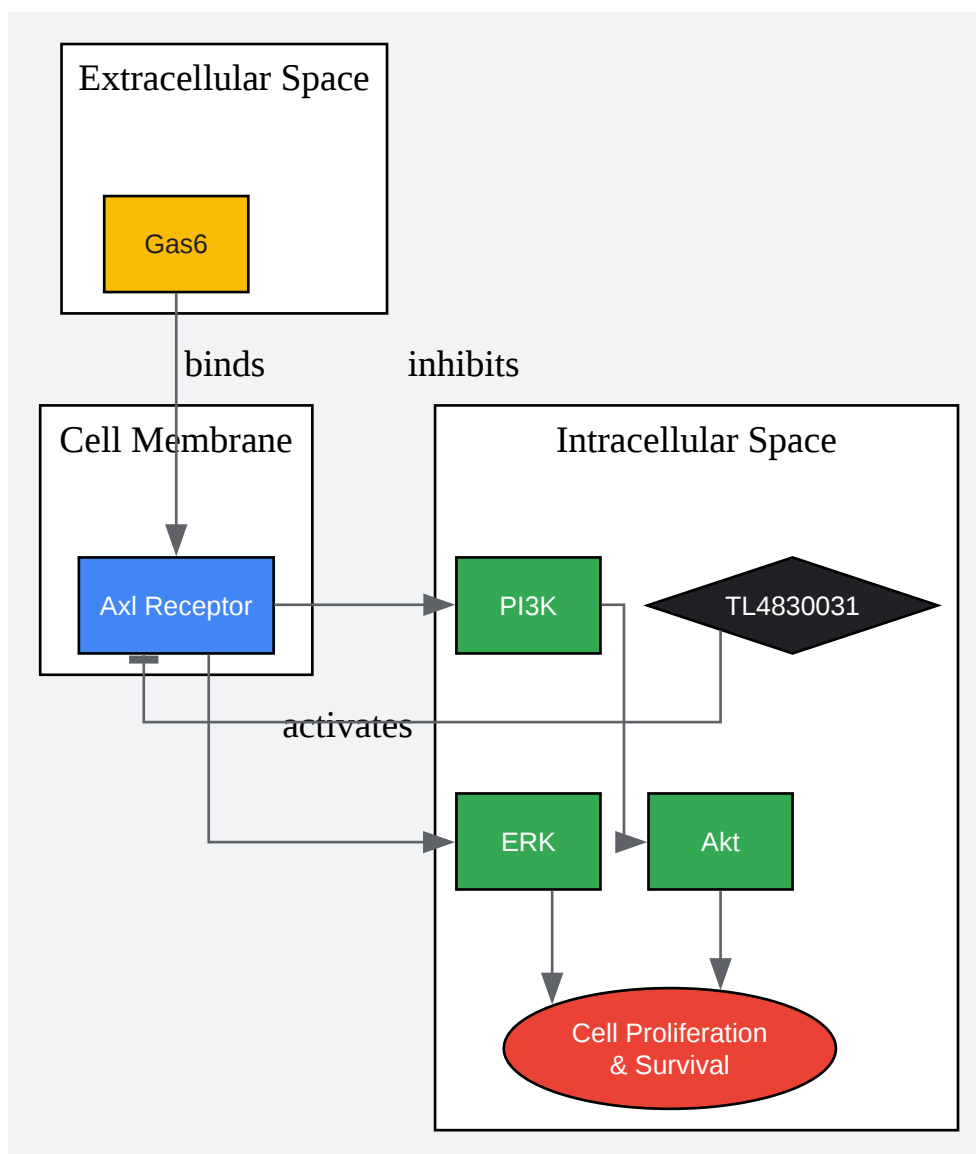 Extracellular Space
Gas6
binds
inhibits
Cell Membrane
Intracellular Space
Axl Receptor
PI3K
TL4830031
activates
ERK
Akt
Cell Proliferation
& Survival